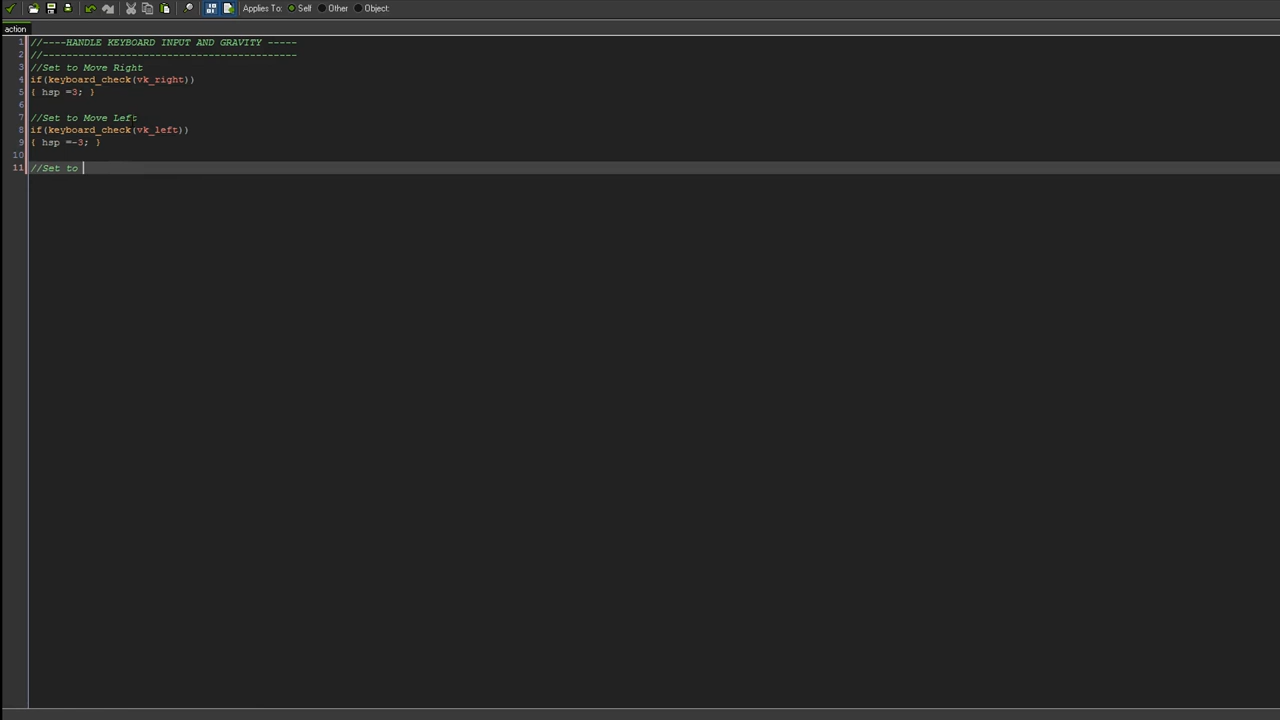 Applies To: Self Other Object:
action
1 //----HANDLE KEYBOARD INPUT AND GRAVITY -----
2 //-------------------------------------------
3 //Set to Move Right
4 if(keyboard_check(vk_right))
5 { hsp =3; }
6
7 //Set to Move Left
8 if(keyboard_check(vk_left))
9 { hsp =-3; }
10
11 //Set to